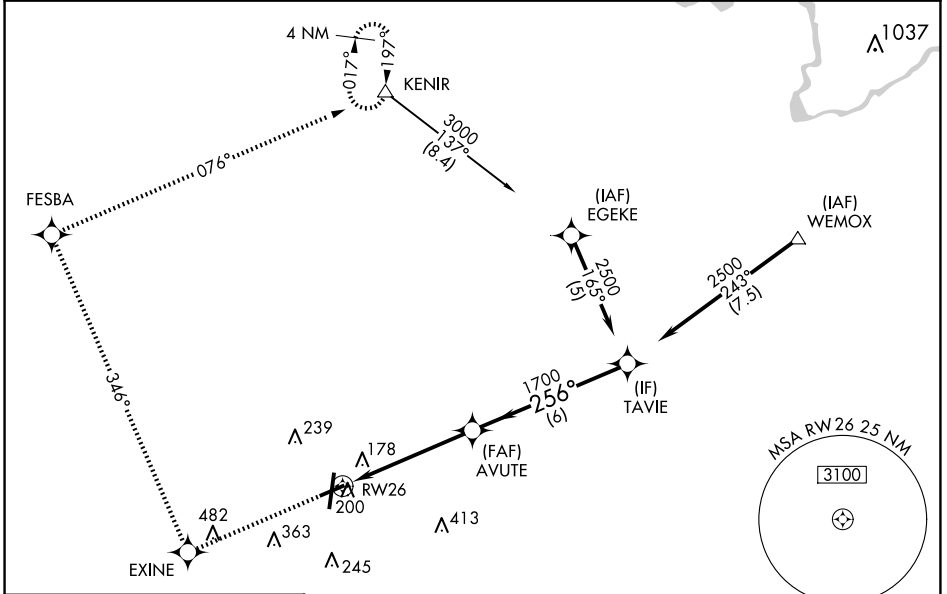 1037
4 NM
017°
197°
KENIR
3000
137°
(8.4)
076°
FESBA
(IAF)
EGEKE
(IAF)
WEMOX
2500
165°
(5)
2500
243°
(7.5)
346°
1700
256°
(6)
(IF)
TAVIE
239
178
(FAF)
AVUTE
RW26
200
MSA RW 26 25 NM
3100
482
363
413
245
EXINE